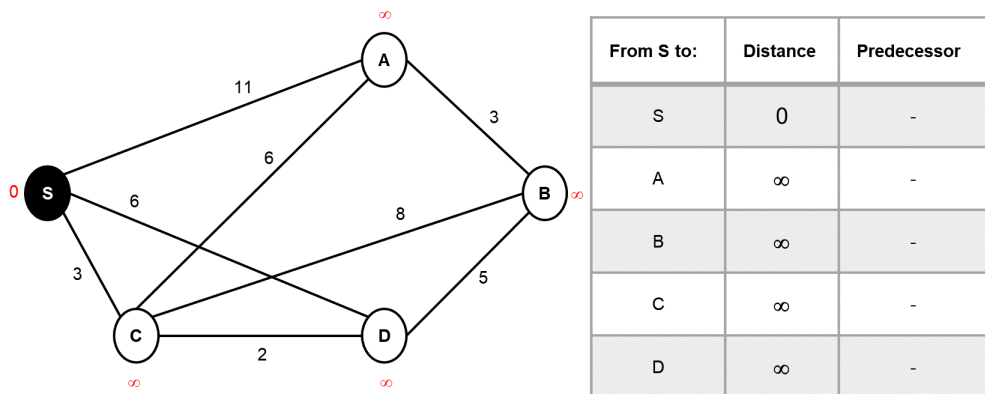 ∞
A
11
3
6
S
0
6
B
∞
8
3
5
C
D
2
∞
∞
From S to: Distance Predecessor
S 0 -
A ∞ -
B ∞ -
C ∞ -
D ∞ -